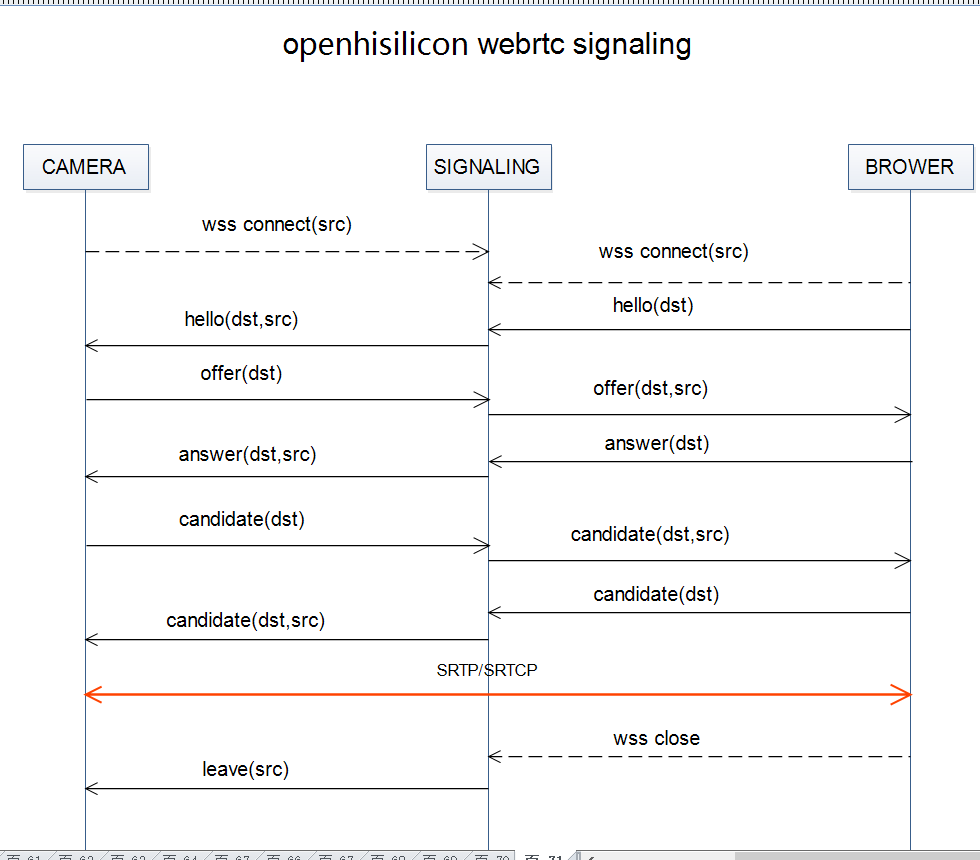 openhisilicon webrtc signaling
CAMERA
SIGNALING
BROWER
wss connect(src)
wss connect(src)
hello(dst)
hello(dst,src)
offer(dst)
offer(dst,src)
answer(dst)
answer(dst,src)
candidate(dst)
candidate(dst,src)
candidate(dst)
candidate(dst,src)
SRTP/SRTCP
wss close
leave(src)